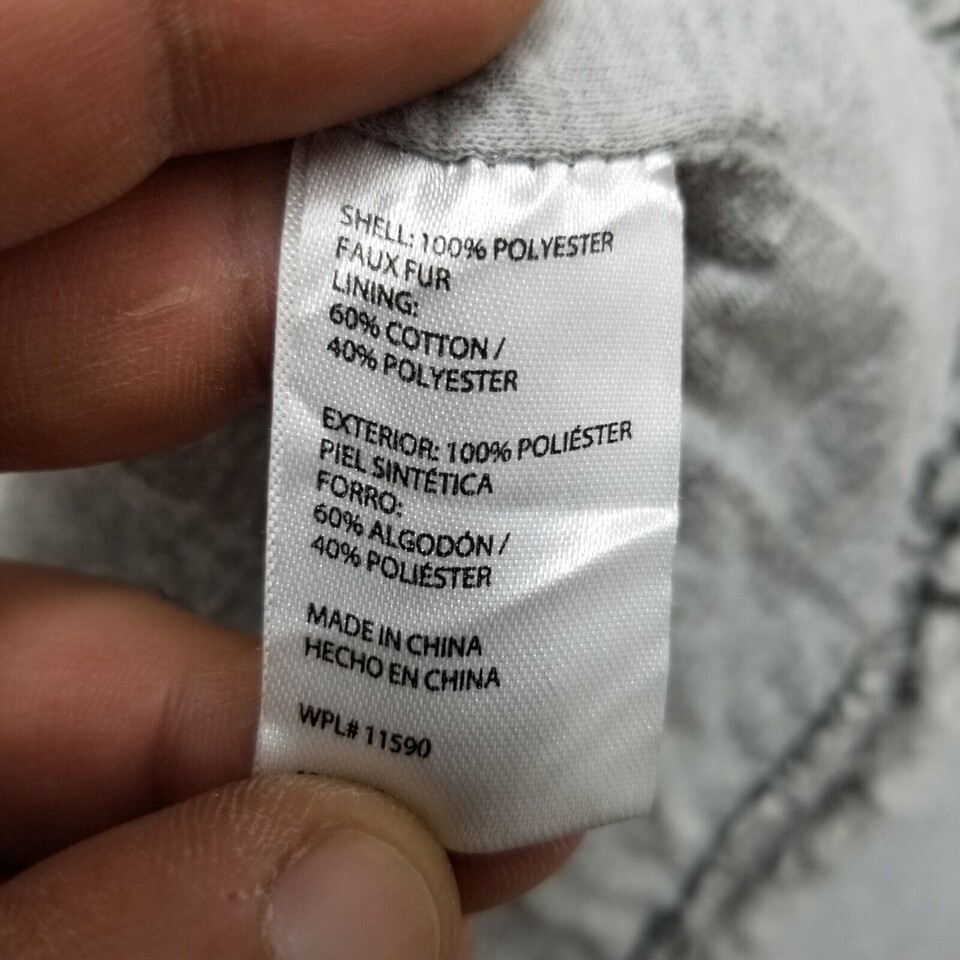 SHELL: 100% POLYESTER
FAUX FUR
LINING:
60% COTTON /
40% POLYESTER
EXTERIOR: 100% POLIÉSTER
PIEL SINTÉTICA
FORRO:
60% ALGODÓN /
40% POLIÉSTER
MADE IN CHINA
HECHO EN CHINA
WPL# 11590